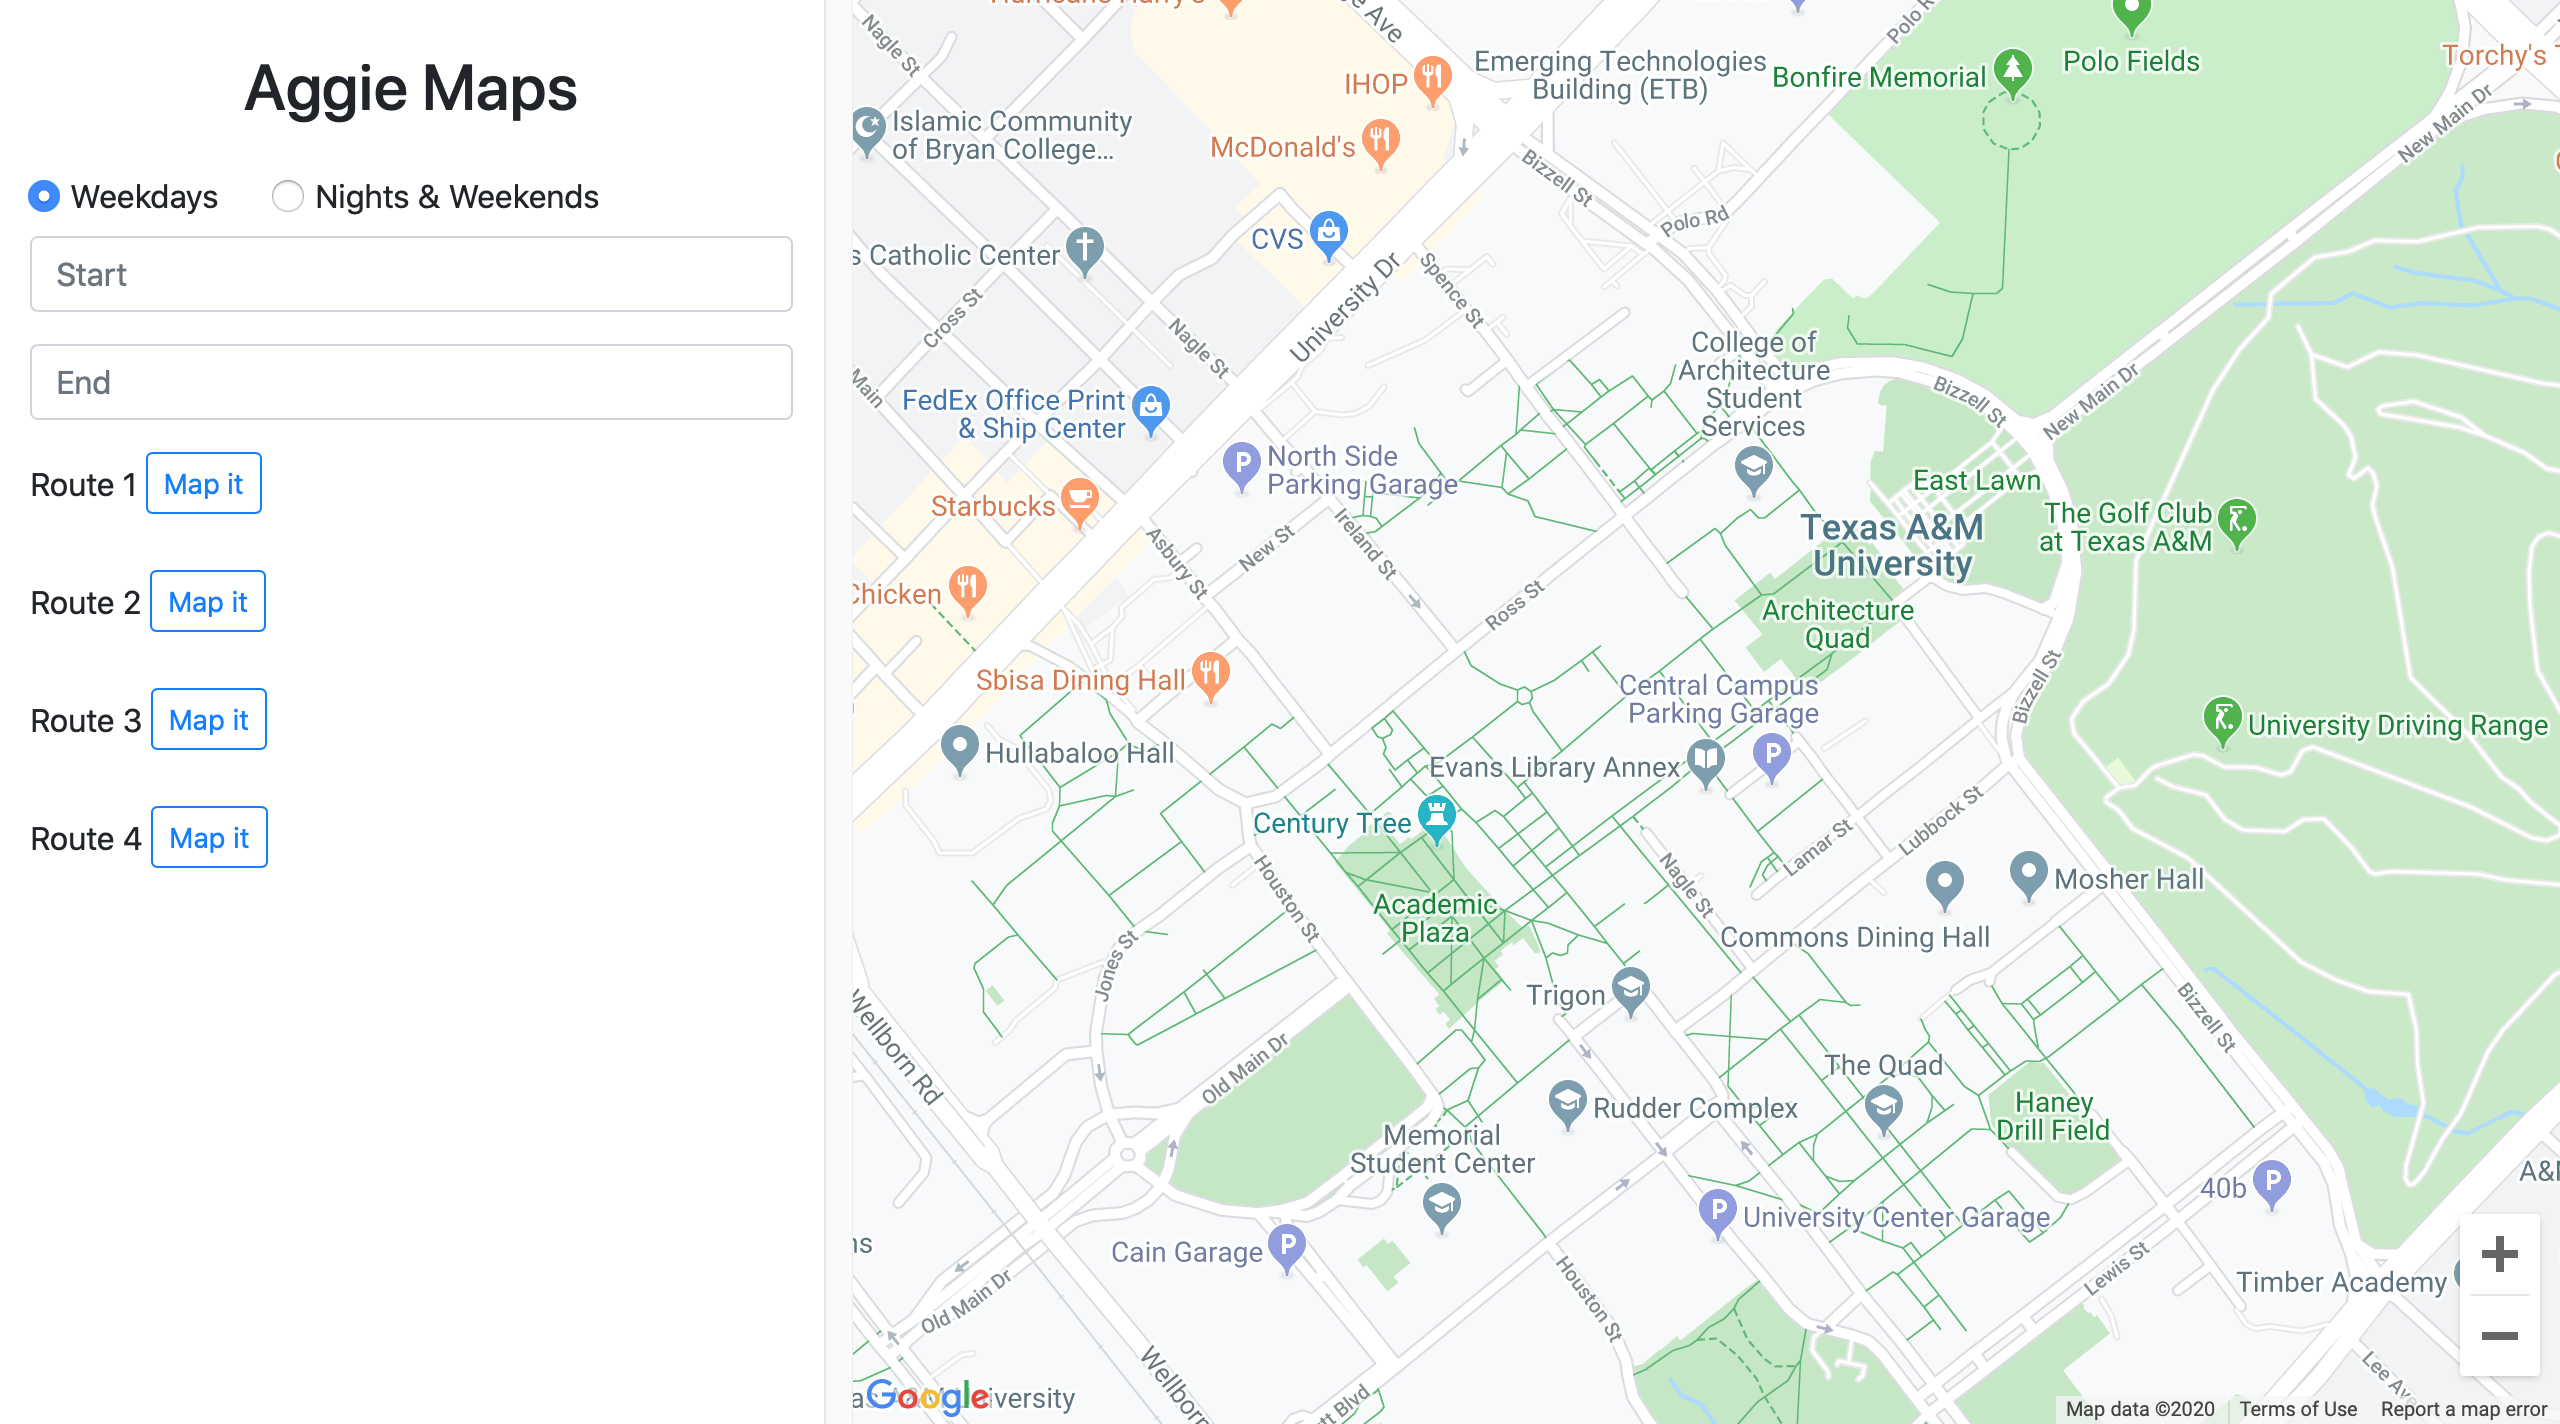 Aggie Maps
Weekdays
Nights & Weekends
Start
End
Route 1 Map it
Route 2 Map it
Route 3 Map it
Route 4 Map it
Nagle St
IHOP
McDonald's
Emerging Technologies
Building (ETB)
Polo
Bonfire Memorial
Polo Fields
Torchy's
New Main Dr
Islamic Community
of Bryan College...
Bizzell St
Polo Rd
s Catholic Center
CVS
Spence St
University Dr
Cross St
Nagle St
Main
FedEx Office Print
& Ship Center
College of
Architecture
Student
Services
Bizzell St
New Main Dr
North Side
Parking Garage
Starbucks
East Lawn
Texas A&M
University
The Golf Club
at Texas A&M
Asbury St
New St
Ireland St
Chicken
Ross St
Architecture
Quad
Sbisa Dining Hall
Central Campus
Parking Garage
Bizzell St
Hullabaloo Hall
Evans Library Annex
University Driving Range
Century Tree
Lamar St
Lubbock St
Houston St
Academic
Plaza
Nagle St
Mosher Hall
Commons Dining Hall
Jones St
Trigon
Wellborn Rd
Old Main Dr
Bizzell St
The Quad
Rudder Complex
Haney
Drill Field
Memorial
Student Center
40b
University Center Garage
Cain Garage
Old Main Dr
Houston St
Lewis St
Timber Academy
Wellborn
Lee Ave
Google
iversity
tt Blvd
Map data ©2020
Terms of Use
Report a map error